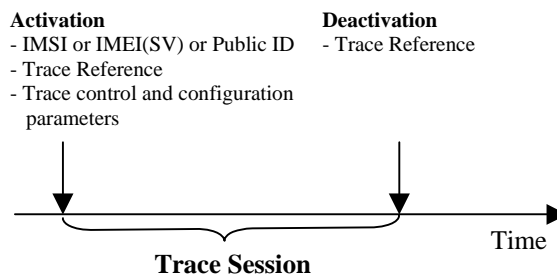 Activation
- IMSI or IMEI(SV) or Public ID
- Trace Reference
- Trace control and configuration
parameters
Deactivation
- Trace Reference
Time
Trace Session